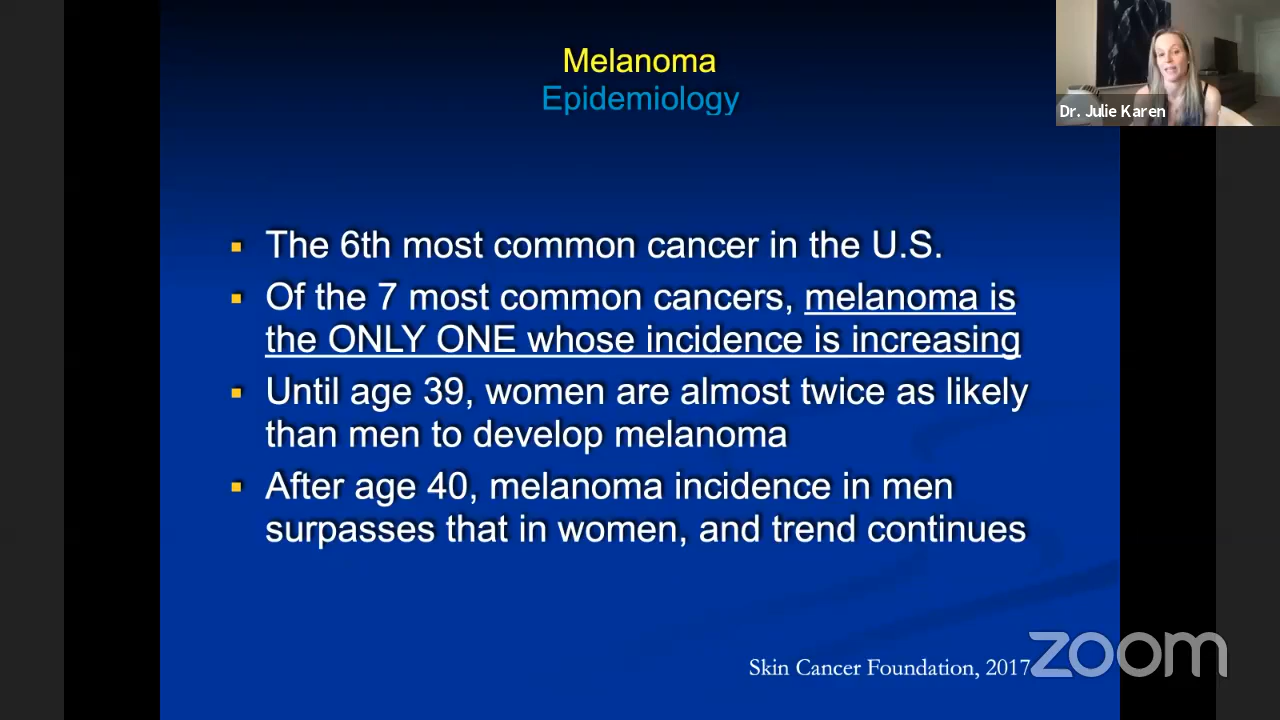 Melanoma
Epidemiology
Dr. Julie Karen
▪ The 6th most common cancer in the U.S.
▪ Of the 7 most common cancers, melanoma is
the ONLY ONE whose incidence is increasing
▪ Until age 39, women are almost twice as likely
than men to develop melanoma
▪ After age 40, melanoma incidence in men
surpasses that in women, and trend continues
Skin Cancer Foundation, 2017
zoom